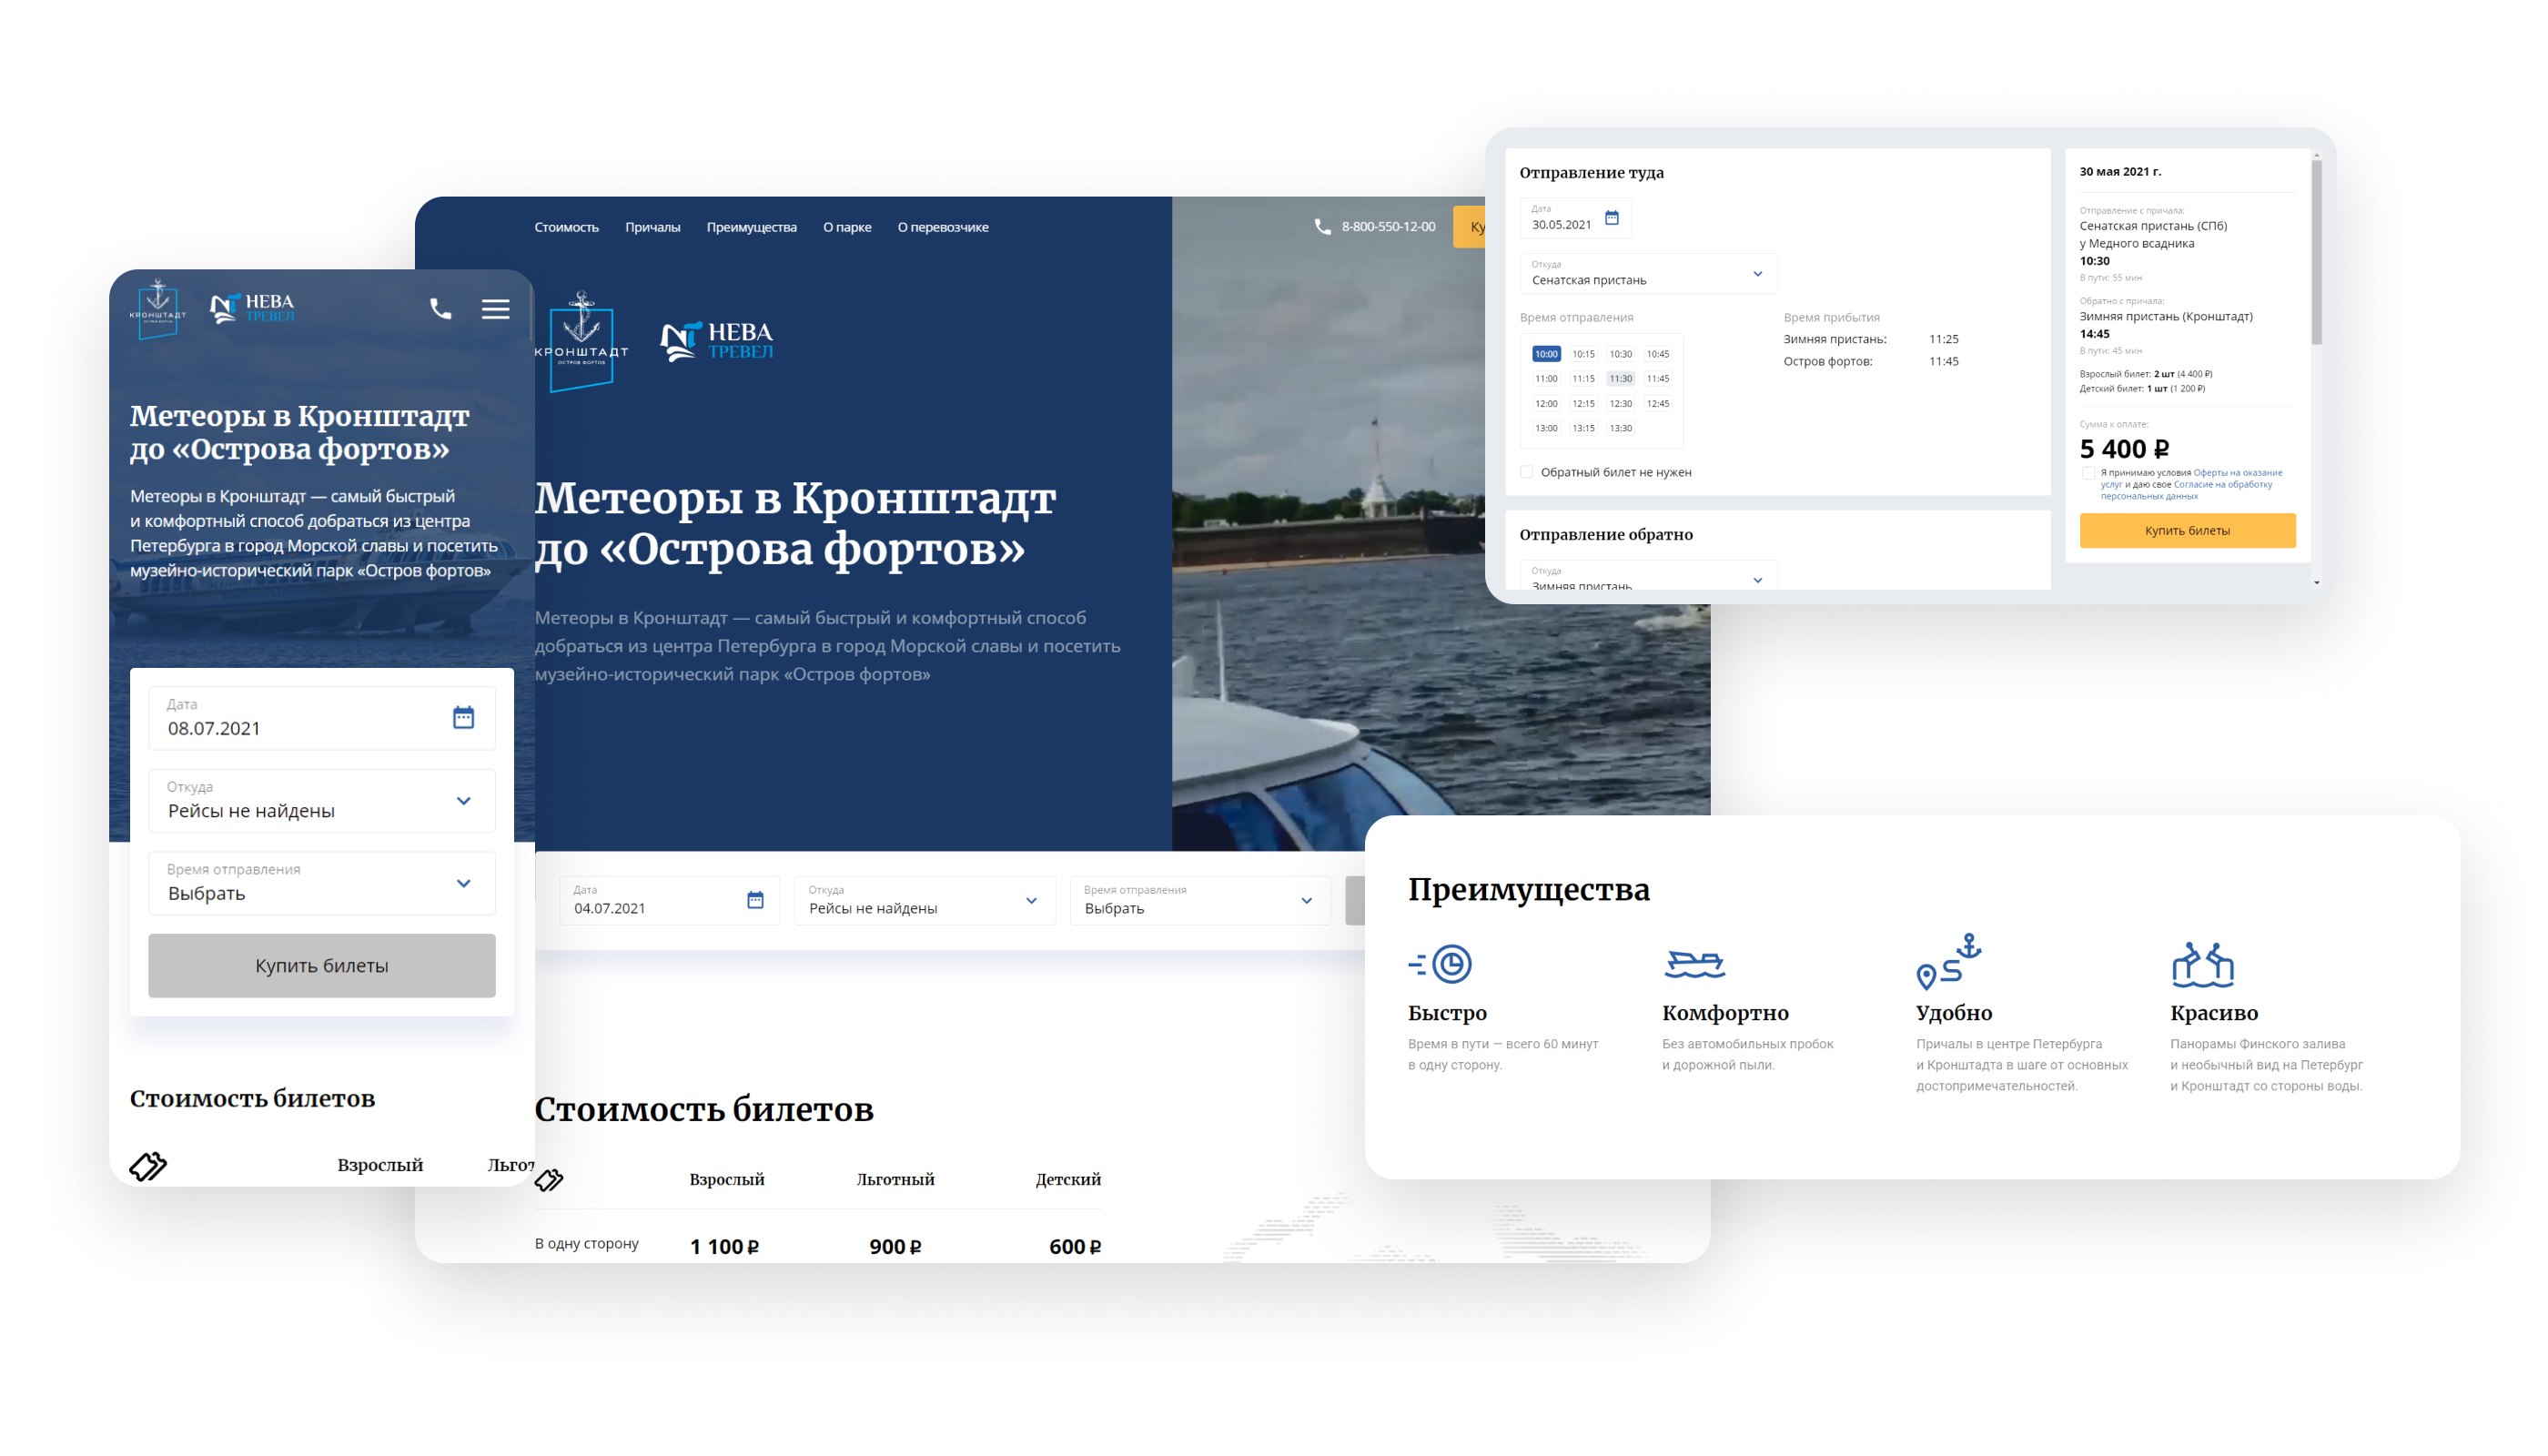 КРОНШТАДТ
НЕВА
ТРЕВЕЛ
Метеоры в Кронштадт
до «Острова фортов»
Метеоры в Кронштадт — самый быстрый
и комфортный способ добраться из центра
Петербурга в город Морской славы и посетить
музейно-исторический парк «Остров фортов»
Дата
08.07.2021
Откуда
Рейсы не найдены
Время отправления
Выбрать
Купить билеты
Стоимость билетов
Взрослый
Стоимость Причалы Преимущества О парке О перевозчике
8-800-550-12-00
Ку
КРОНШТАДТ
ОСТРОВ ФОРТОВ
НЕВА
ТРЕВЕЛ
Метеоры в Кронштадт
до «Острова фортов»
Метеоры в Кронштадт — самый быстрый и комфортный способ
добраться из центра Петербурга в город Морской славы и посетить
музейно-исторический парк «Остров фортов»
Дата
04.07.2021
Откуда
Рейсы не найдены
Время отправления
Выбрать
Стоимость билетов
Взрослый Льготный Детский
В одну сторону 1 100 ₽ 900 ₽ 600 ₽
Отправление туда
Дата
30.05.2021
Откуда
Сенатская пристань
Время отправления
10:00 10:15 10:30 10:45
11:00 11:15 11:30 11:45
12:00 12:15 12:30 12:45
13:00 13:15 13:30
Время прибытия
Зимняя пристань: 11:25
Остров фортов: 11:45
Обратный билет не нужен
Отправление обратно
Откуда
Зимняя пристань
30 мая 2021 г.
Отправление с причала:
Сенатская пристань (СПб)
у Медного всадника
10:30
В пути: 55 мин
Обратно с причала:
Зимняя пристань (Кронштадт)
14:45
В пути: 45 мин
Взрослый билет: 2 шт (4 400 ₽)
Детский билет: 1 шт (1 200 ₽)
Сумма к оплате:
5 400 ₽
Я принимаю условия Оферты на оказание
услуг и даю свое Согласие на обработку
персональных данных
Купить билеты
Преимущества
Быстро
Время в пути — всего 60 минут
в одну сторону.
Комфортно
Без автомобильных пробок
и дорожной пыли.
Удобно
Причалы в центре Петербурга
и Кронштадта в шаге от основных
достопримечательностей.
Красиво
Панорамы Финского залива
и необычный вид на Петербург
и Кронштадт со стороны воды.